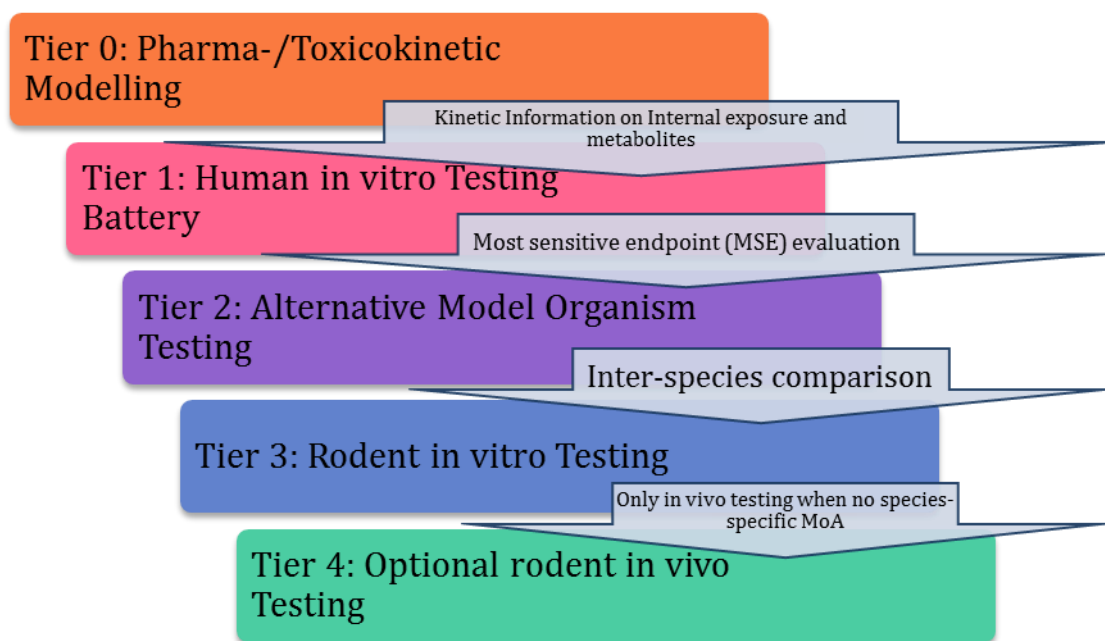 Tier 0: Pharma-/Toxicokinetic
Modelling
Kinetic Information on Internal exposure and
metabolites
Tier 1: Human in vitro Testing
Battery
Most sensitive endpoint (MSE) evaluation
Tier 2: Alternative Model Organism
Testing
Inter-species comparison
Tier 3: Rodent in vitro Testing
Only in vivo testing when no species-
specific MoA
Tier 4: Optional rodent in vivo
Testing